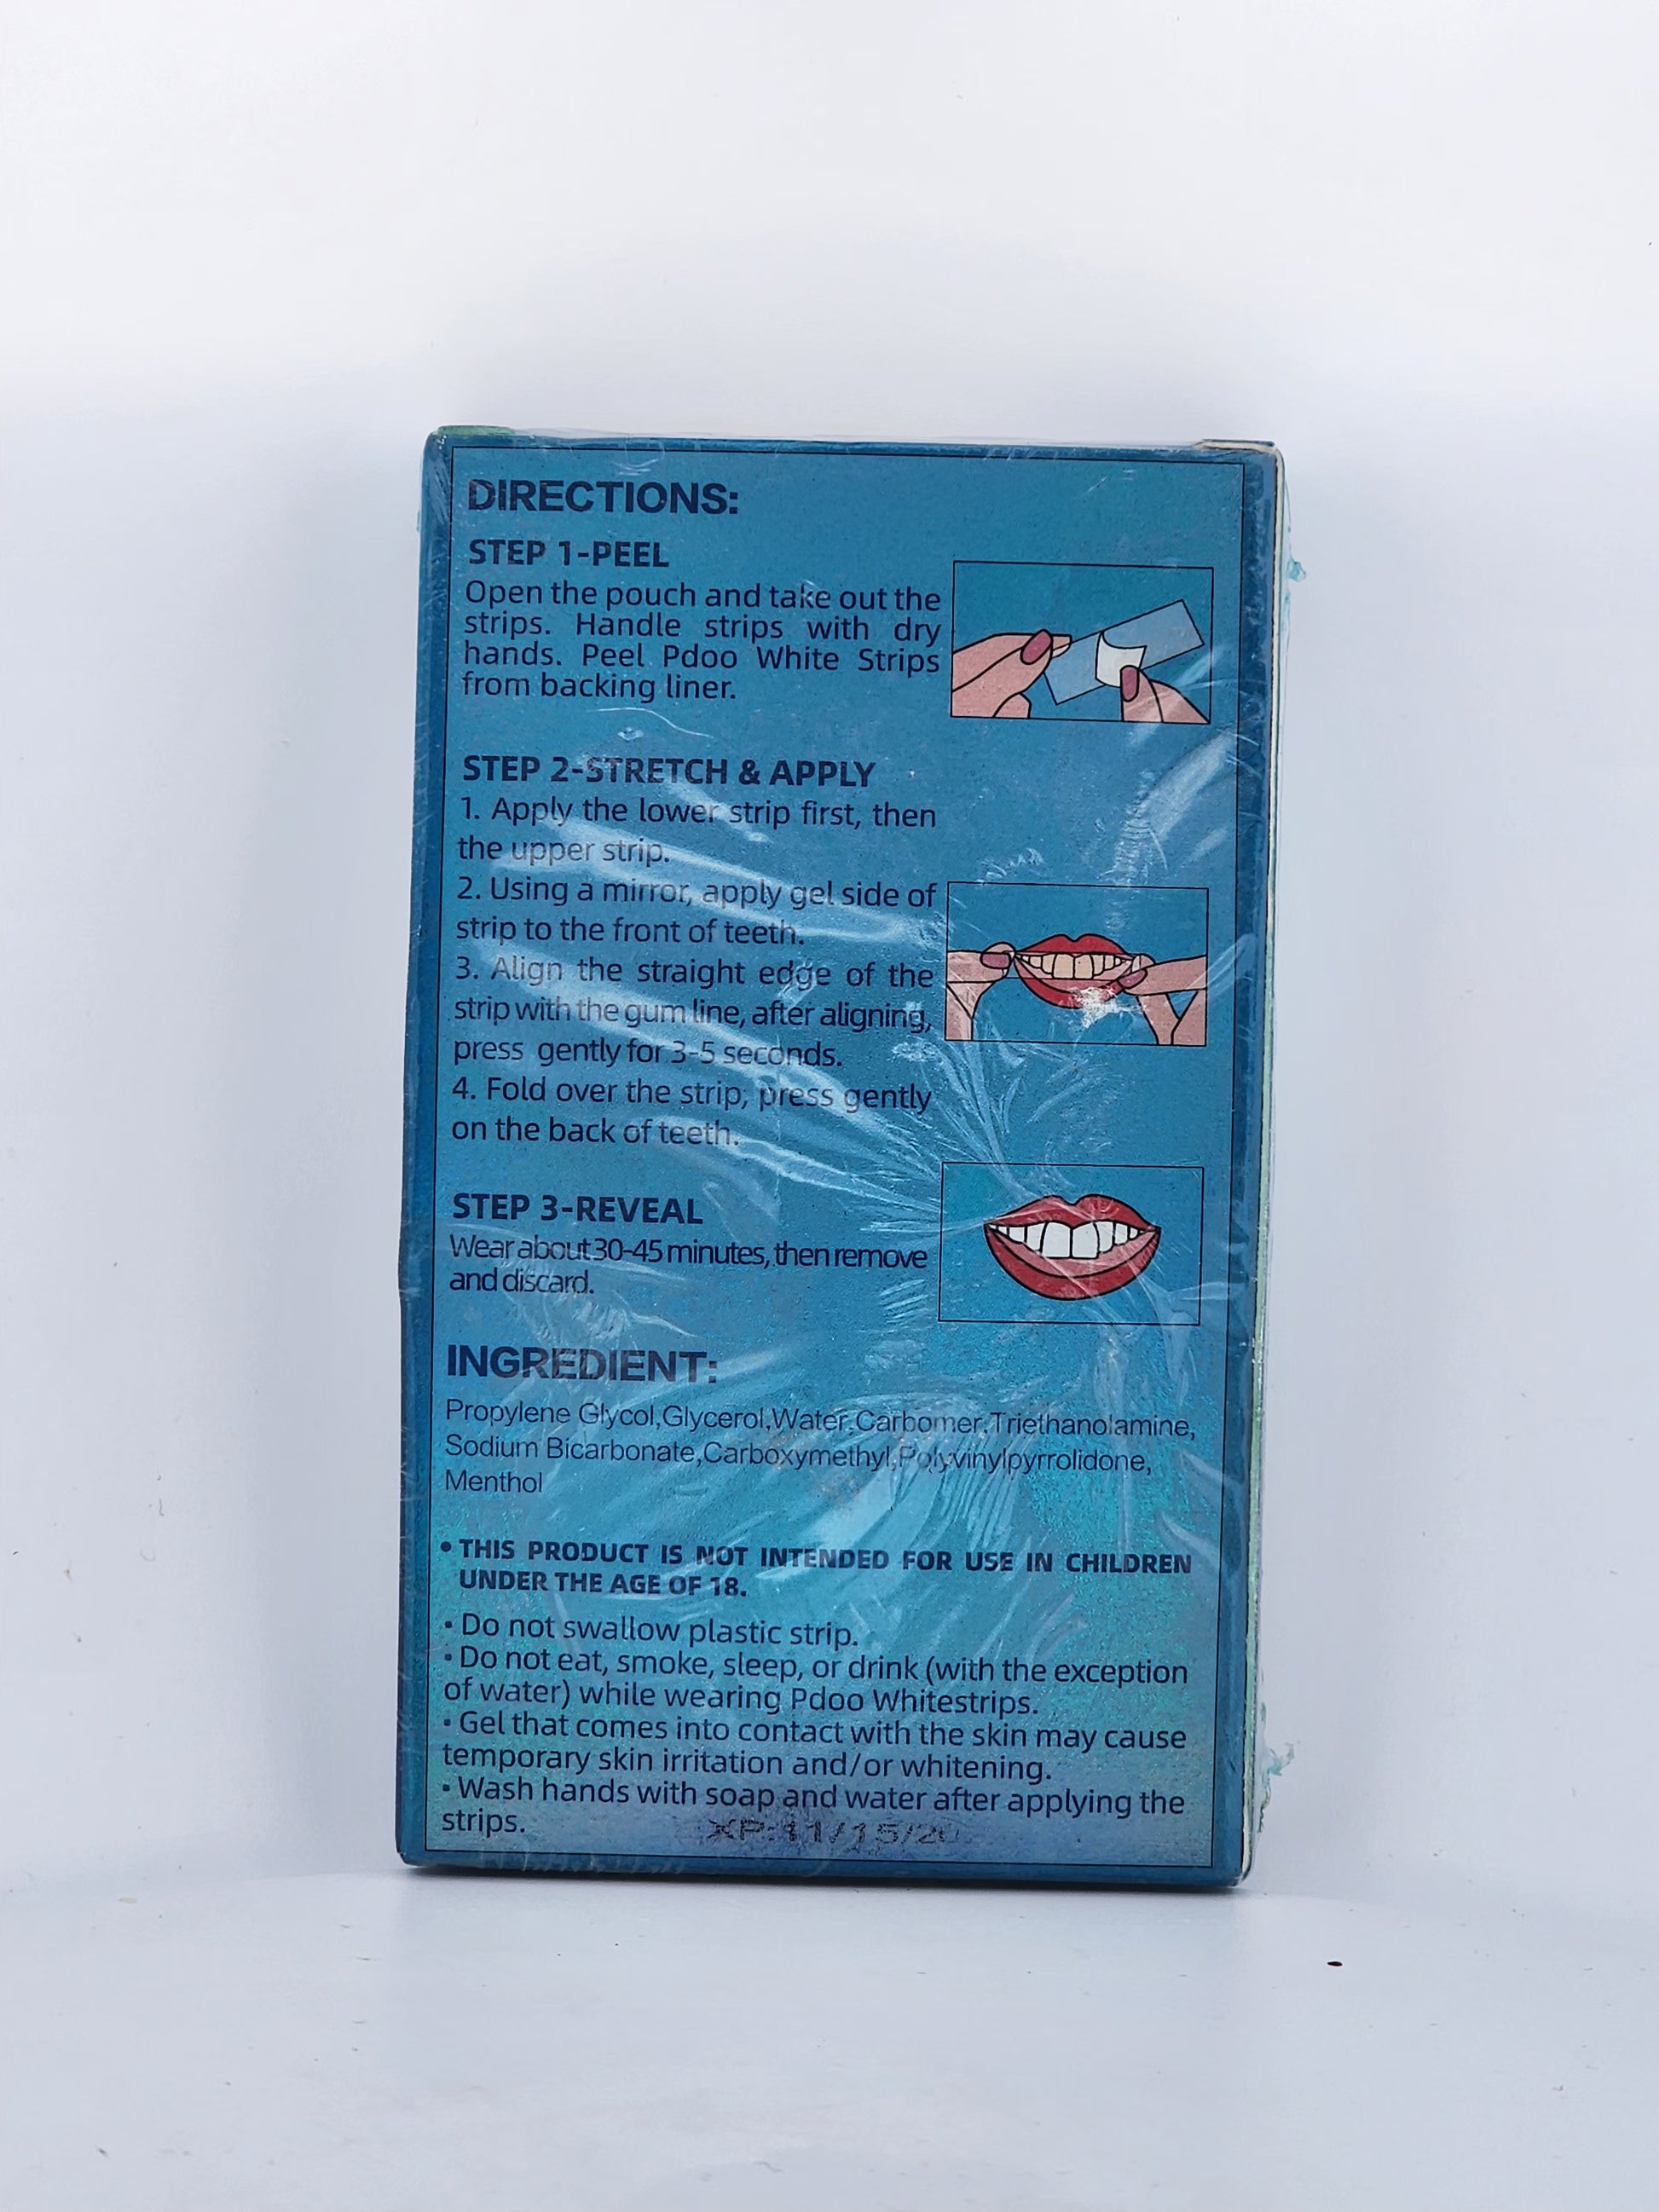 DIRECTIONS:
STEP 1-PEEL
Open the pouch and take out the
strips. Handle strips with dry
hands. Peel Pdoo White Strips
from backing liner.
STEP 2-STRETCH & APPLY
1. Apply the lower strip first, then
the upper strip.
2. Using a mirror, apply gel side of
strip to the front of teeth.
3. Align the straight edge of the
strip with the gum line, after aligning,
press gently for 3-5 seconds.
4. Fold over the strip; press gently
on the back of teeth.
STEP 3-REVEAL
Wear about 30-45 minutes, then remove
and discard.
INGREDIENT:
Propylene Glycol,Glycerol,Water,Carbomer,Triethanolamine,
Sodium Bicarbonate,Carboxymethyl,Polyvinylpyrrolidone,
Menthol
• THIS PRODUCT IS NOT INTENDED FOR USE IN CHILDREN
UNDER THE AGE OF 18.
· Do not swallow plastic strip.
· Do not eat, smoke, sleep, or drink (with the exception
of water) while wearing Pdoo Whitestrips.
· Gel that comes into contact with the skin may cause
temporary skin irritation and/or whitening.
· Wash hands with soap and water after applying the
strips.
EXP:11/15/20